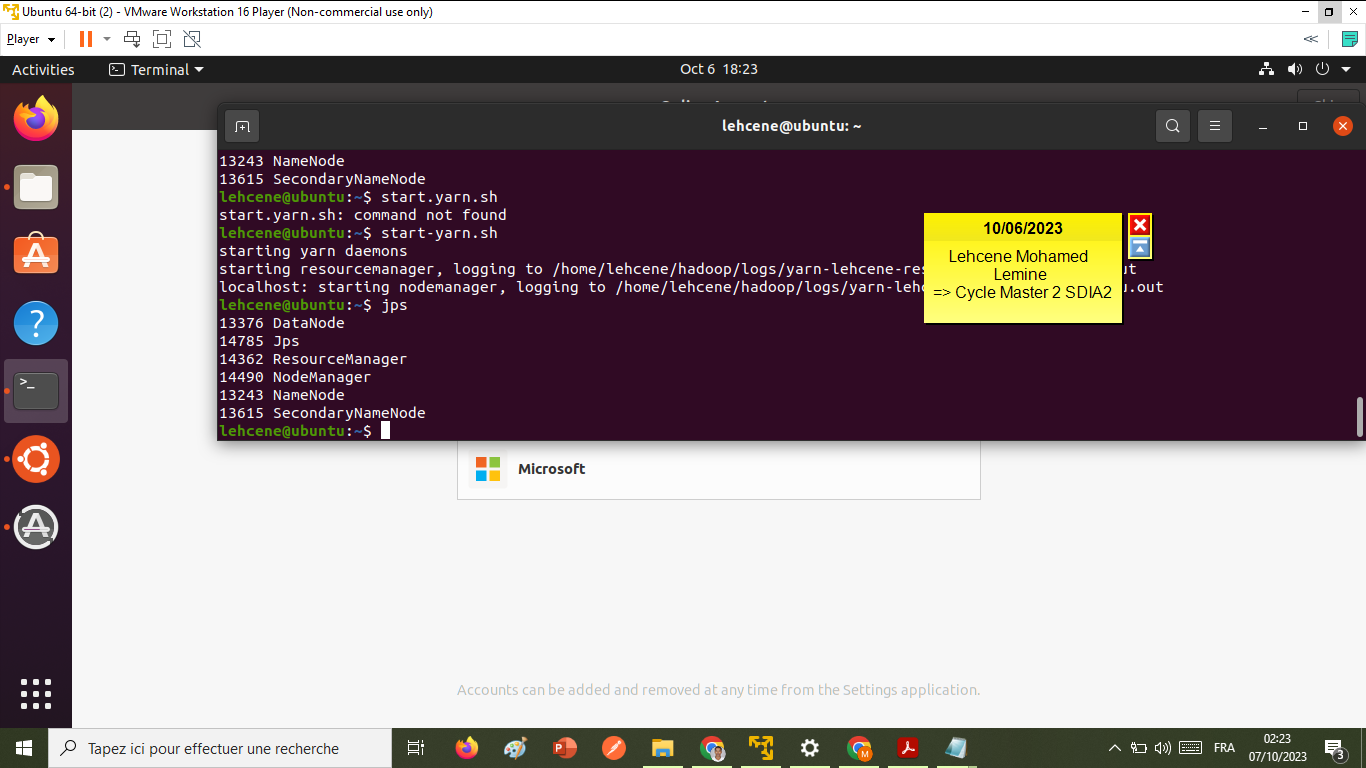 Ubuntu 64-bit (2) - VMware Workstation 16 Player (Non-commercial use only)
Player
Activities
Terminal
Oct 6 18:23
lehcene@ubuntu: ~
13243 NameNode
13615 SecondaryNameNode
lehcene@ubuntu:~$ start.yarn.sh
start.yarn.sh: command not found
lehcene@ubuntu:~$ start-yarn.sh
starting yarn daemons
starting resourcemanager, logging to /home/lehcene/hadoop/logs/yarn-lehcene-res
localhost: starting nodemanager, logging to /home/lehcene/hadoop/logs/yarn-lehc u.out
lehcene@ubuntu:~$ jps
13376 DataNode
14785 Jps
14362 ResourceManager
14490 NodeManager
13243 NameNode
13615 SecondaryNameNode
lehcene@ubuntu:~$
10/06/2023
Lehcene Mohamed
Lemine
=> Cycle Master 2 SDIA2
Microsoft
Accounts can be added and removed at any time from the Settings application.
Tapez ici pour effectuer une recherche
FRA
02:23
07/10/2023
3